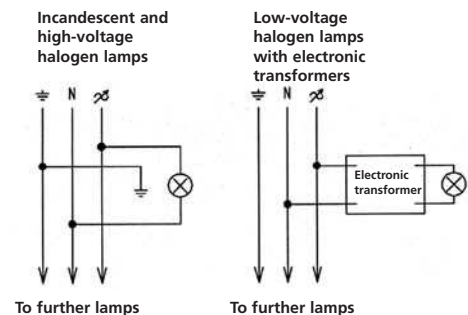 Incandescent and
high-voltage
halogen lamps
N
To further lamps
Low-voltage
halogen lamps
with electronic
transformers
N
Electronic
transformer
To further lamps